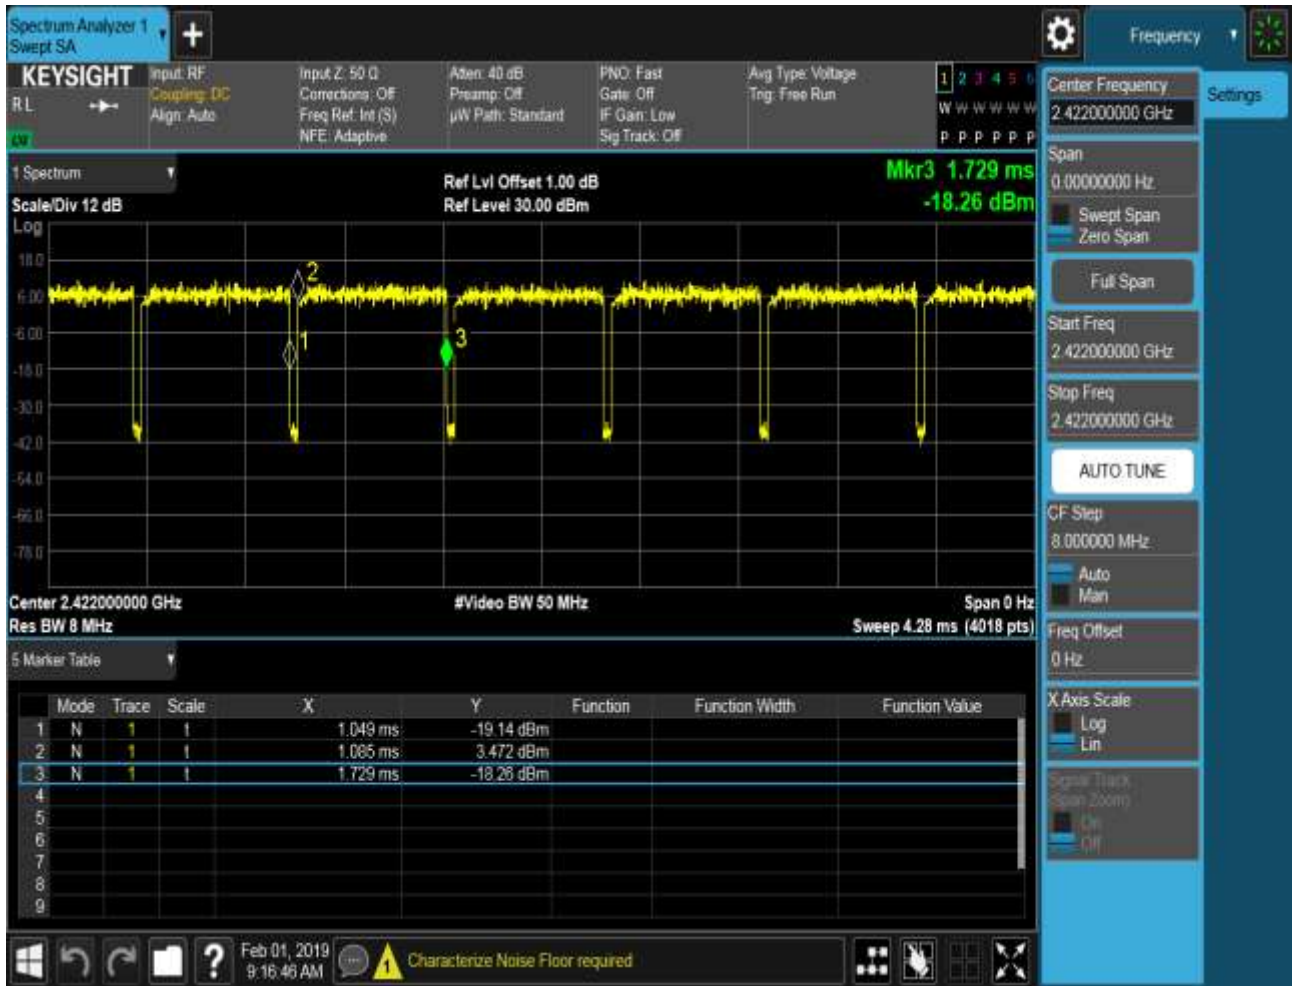 Spectrum Analyzer 1
Swept SA
+
Frequency
KEYSIGHT
R L
Input: RF
Coupling: DC
Align: Auto
Input Z: 50 Ω
Corrections: Off
Freq Ref: Int (S)
NFE: Adaptive
Atten: 40 dB
Preamp: Off
µW Path: Standard
PNO: Fast
Gate: Off
IF Gain: Low
Sig Track: Off
Avg Type: Voltage
Trig: Free Run
1 2 3 4 5 6
W W W W W W
P P P P P P
1 Spectrum
Scale/Div 12 dB
Ref Lvl Offset 1.00 dB
Ref Level 30.00 dBm
Mkr3 1.729 ms
-18.26 dBm
Log
18.0
6.00
-6.00
-18.0
-30.0
-42.0
-54.0
-66.0
-78.0
2
1
3
Center 2.422000000 GHz
Res BW 8 MHz
#Video BW 50 MHz
Span 0 Hz
Sweep 4.28 ms (4018 pts)
5 Marker Table
Mode Trace Scale X Y Function Function Width Function Value
1 N 1 t 1.049 ms -19.14 dBm
2 N 1 t 1.085 ms 3.472 dBm
3 N 1 t 1.729 ms -18.26 dBm
4
5
6
7
8
9
Center Frequency
2.422000000 GHz
Span
0.00000000 Hz
Swept Span
Zero Span
Full Span
Start Freq
2.422000000 GHz
Stop Freq
2.422000000 GHz
AUTO TUNE
CF Step
8.000000 MHz
Auto
Man
Freq Offset
0 Hz
X Axis Scale
Log
Lin
Signal Track
(Span Zoom)
On
Off
Settings
?
Feb 01, 2019
9:16:46 AM
1
Characterize Noise Floor required